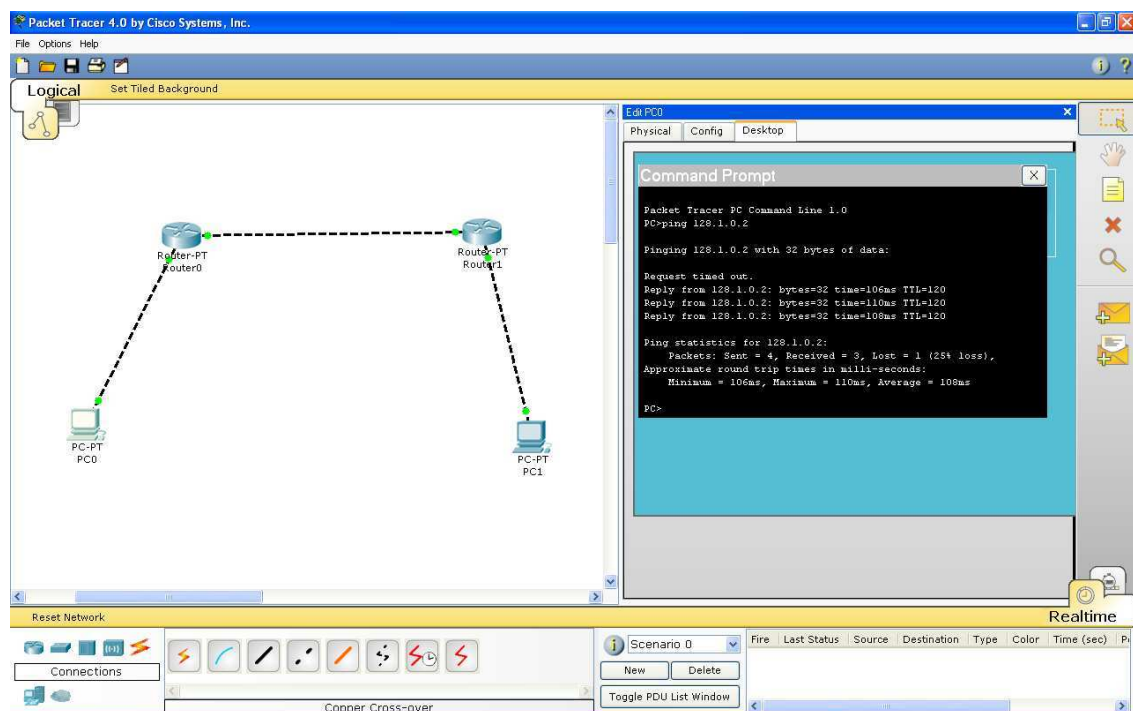 Packet Tracer 4.0 by Cisco Systems, Inc.
File Options Help
Logical
Set Tiled Background
Edit PC0
Physical Config Desktop
Command Prompt
X
Packet Tracer PC Command Line 1.0
PC>ping 128.1.0.2
Pinging 128.1.0.2 with 32 bytes of data:
Request timed out.
Reply from 128.1.0.2: bytes=32 time=106ms TTL=120
Reply from 128.1.0.2: bytes=32 time=110ms TTL=120
Reply from 128.1.0.2: bytes=32 time=108ms TTL=120
Ping statistics for 128.1.0.2:
Packets: Sent = 4, Received = 3, Lost = 1 (25% loss),
Approximate round trip times in milli-seconds:
Minimum = 106ms, Maximum = 110ms, Average = 108ms
PC>
Router-PT
Router0
Router-PT
Router1
PC-PT
PC0
PC-PT
PC1
Reset Network
Realtime
Connections
Copper Cross-over
Scenario 0
New Delete
Toggle PDU List Window
Fire Last Status Source Destination Type Color Time (sec)